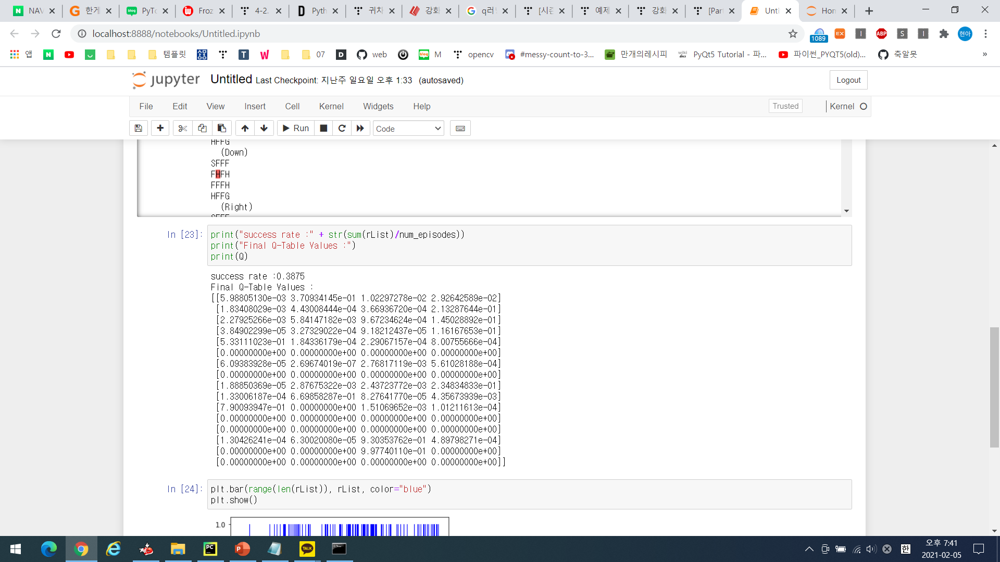 NAV
한게
PyTo
Froz
4-2.
Pyth
귀차
강화
q러닝
[시즌
예제
강화
[Part
Untit
Hom
localhost:8888/notebooks/Untitled.ipynb
1089
EX
ABP
S
현아
앱
템플릿
07
web
M
opencv
#messy-count-to-3...
만개의레시피
PyQt5 Tutorial - 파...
파이썬_PYQT5(old)...
축알못
»
jupyter Untitled Last Checkpoint: 지난주 일요일 오후 1:33 (autosaved)
Logout
File Edit View Insert Cell Kernel Widgets Help
Trusted
Kernel
Run
Code
HFFG
(Down)
SFFF
FHFH
FFFH
HFFG
(Right)
SFFF
In [23]:
print("success rate :" + str(sum(rList)/num_episodes))
print("Final Q-Table Values :")
print(Q)
success rate :0.3875
Final Q-Table Values :
[[5.98805130e-03 3.70934145e-01 1.02297278e-02 2.92642589e-02]
[1.83408029e-03 4.43008444e-04 3.66936720e-04 2.13287644e-01]
[2.27925266e-03 5.84147182e-03 9.67234624e-04 1.45028892e-01]
[3.84902299e-05 3.27329022e-04 9.18212437e-05 1.16167653e-01]
[5.33111023e-01 1.84336179e-04 2.29067157e-04 8.00755666e-04]
[0.00000000e+00 0.00000000e+00 0.00000000e+00 0.00000000e+00]
[6.09383928e-05 2.69674019e-07 2.76817119e-03 5.61028188e-04]
[0.00000000e+00 0.00000000e+00 0.00000000e+00 0.00000000e+00]
[1.88850369e-05 2.87675322e-03 2.43723772e-03 2.34834833e-01]
[1.33006187e-04 6.69858287e-01 8.27641770e-05 4.35673939e-03]
[7.90093947e-01 0.00000000e+00 1.51069652e-03 1.01211613e-04]
[0.00000000e+00 0.00000000e+00 0.00000000e+00 0.00000000e+00]
[0.00000000e+00 0.00000000e+00 0.00000000e+00 0.00000000e+00]
[1.30426241e-04 6.30020080e-05 9.30353762e-01 4.89798271e-04]
[0.00000000e+00 0.00000000e+00 9.97740110e-01 0.00000000e+00]
[0.00000000e+00 0.00000000e+00 0.00000000e+00 0.00000000e+00]]
In [24]:
plt.bar(range(len(rList)), rList, color="blue")
plt.show()
1.0
한
오후 7:41
2021-02-05